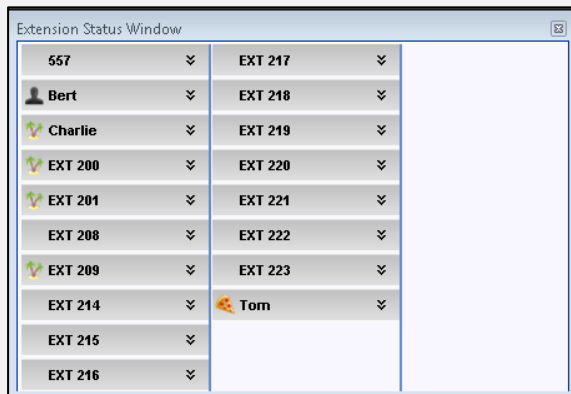 Extension Status Window
557
Bert
Charlie
EXT 200
EXT 201
EXT 208
EXT 209
EXT 214
EXT 215
EXT 216
EXT 217
EXT 218
EXT 219
EXT 220
EXT 221
EXT 222
EXT 223
Tom